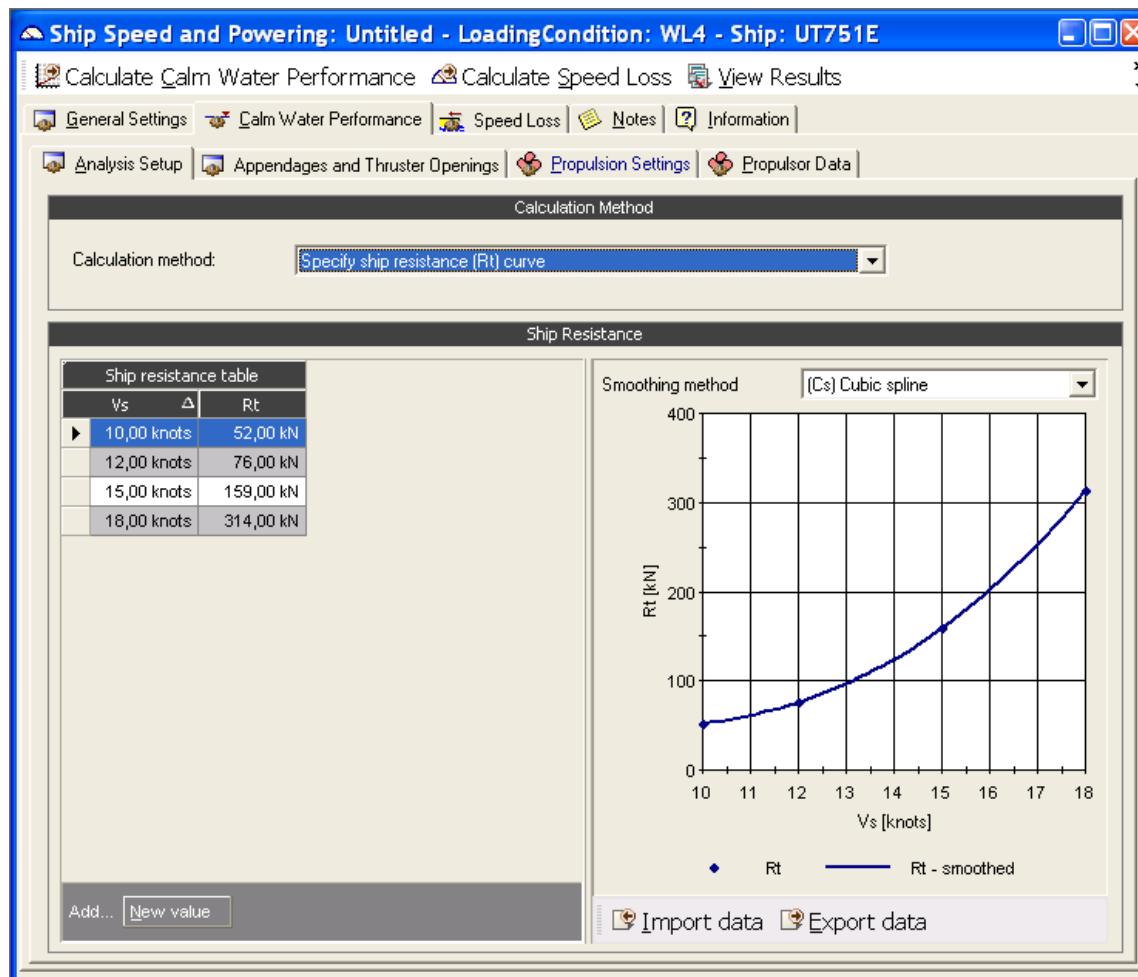 Ship Speed and Powering: Untitled - LoadingCondition: WL4 - Ship: UT751E
Calculate Calm Water Performance Calculate Speed Loss View Results
General Settings Calm Water Performance Speed Loss Notes Information
Analysis Setup Appendages and Thruster Openings Propulsion Settings Propulsor Data
Calculation Method
Calculation method: Specify ship resistance (Rt) curve
Ship Resistance
Ship resistance table
Vs Rt
10,00 knots 52,00 kN
12,00 knots 76,00 kN
15,00 knots 159,00 kN
18,00 knots 314,00 kN
Add... New value
Smoothing method (Cs) Cubic spline
400
300
200
100
0
Rt [kN]
10 11 12 13 14 15 16 17 18
Vs [knots]
Rt Rt - smoothed
Import data Export data